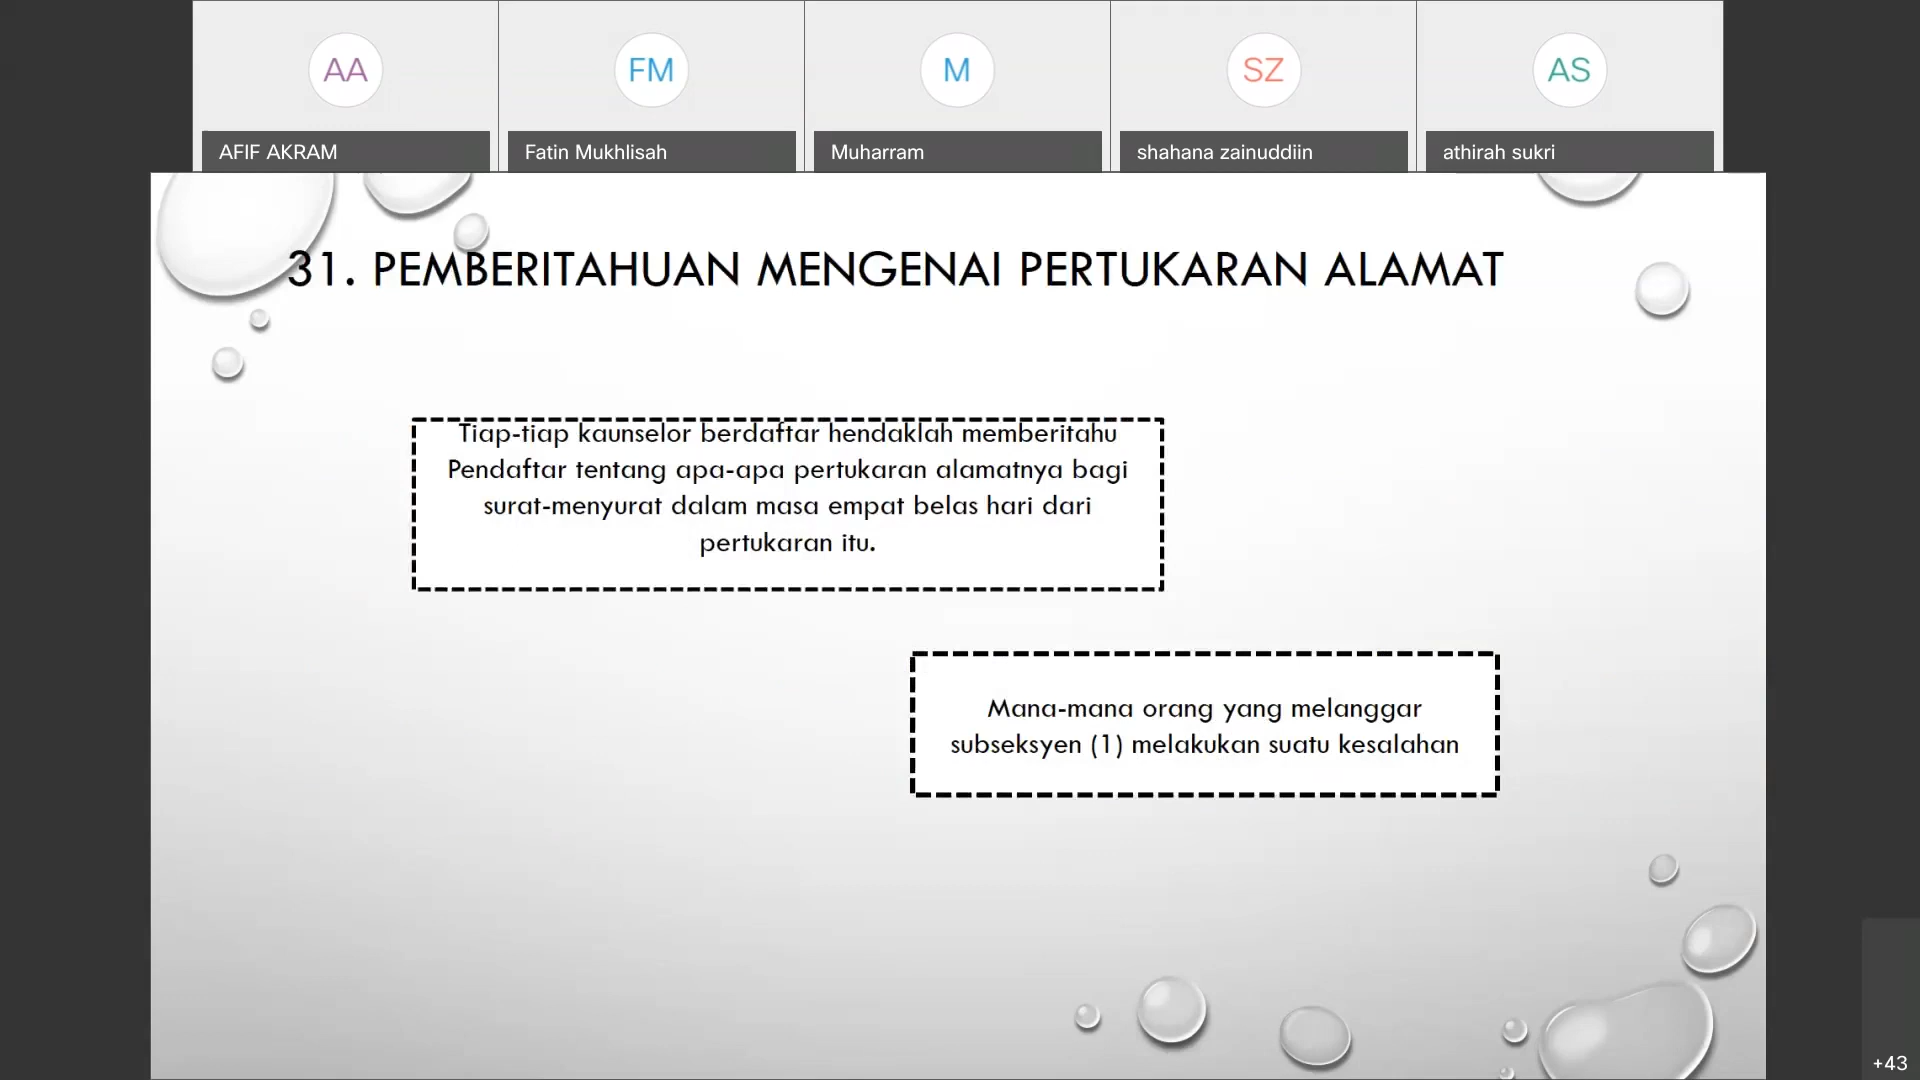 AA
FM
M
SZ
AS
AFIF AKRAM
Fatin Mukhlisah
Muharram
shahana zainuddiin
athirah sukri
31. PEMBERITAHUAN MENGENAI PERTUKARAN ALAMAT
Tiap-tiap kaunselor berdaftar hendaklah memberitahu
Pendaftar tentang apa-apa pertukaran alamatnya bagi
surat-menyurat dalam masa empat belas hari dari
pertukaran itu.
Mana-mana orang yang melanggar
subseksyen (1) melakukan suatu kesalahan
+43